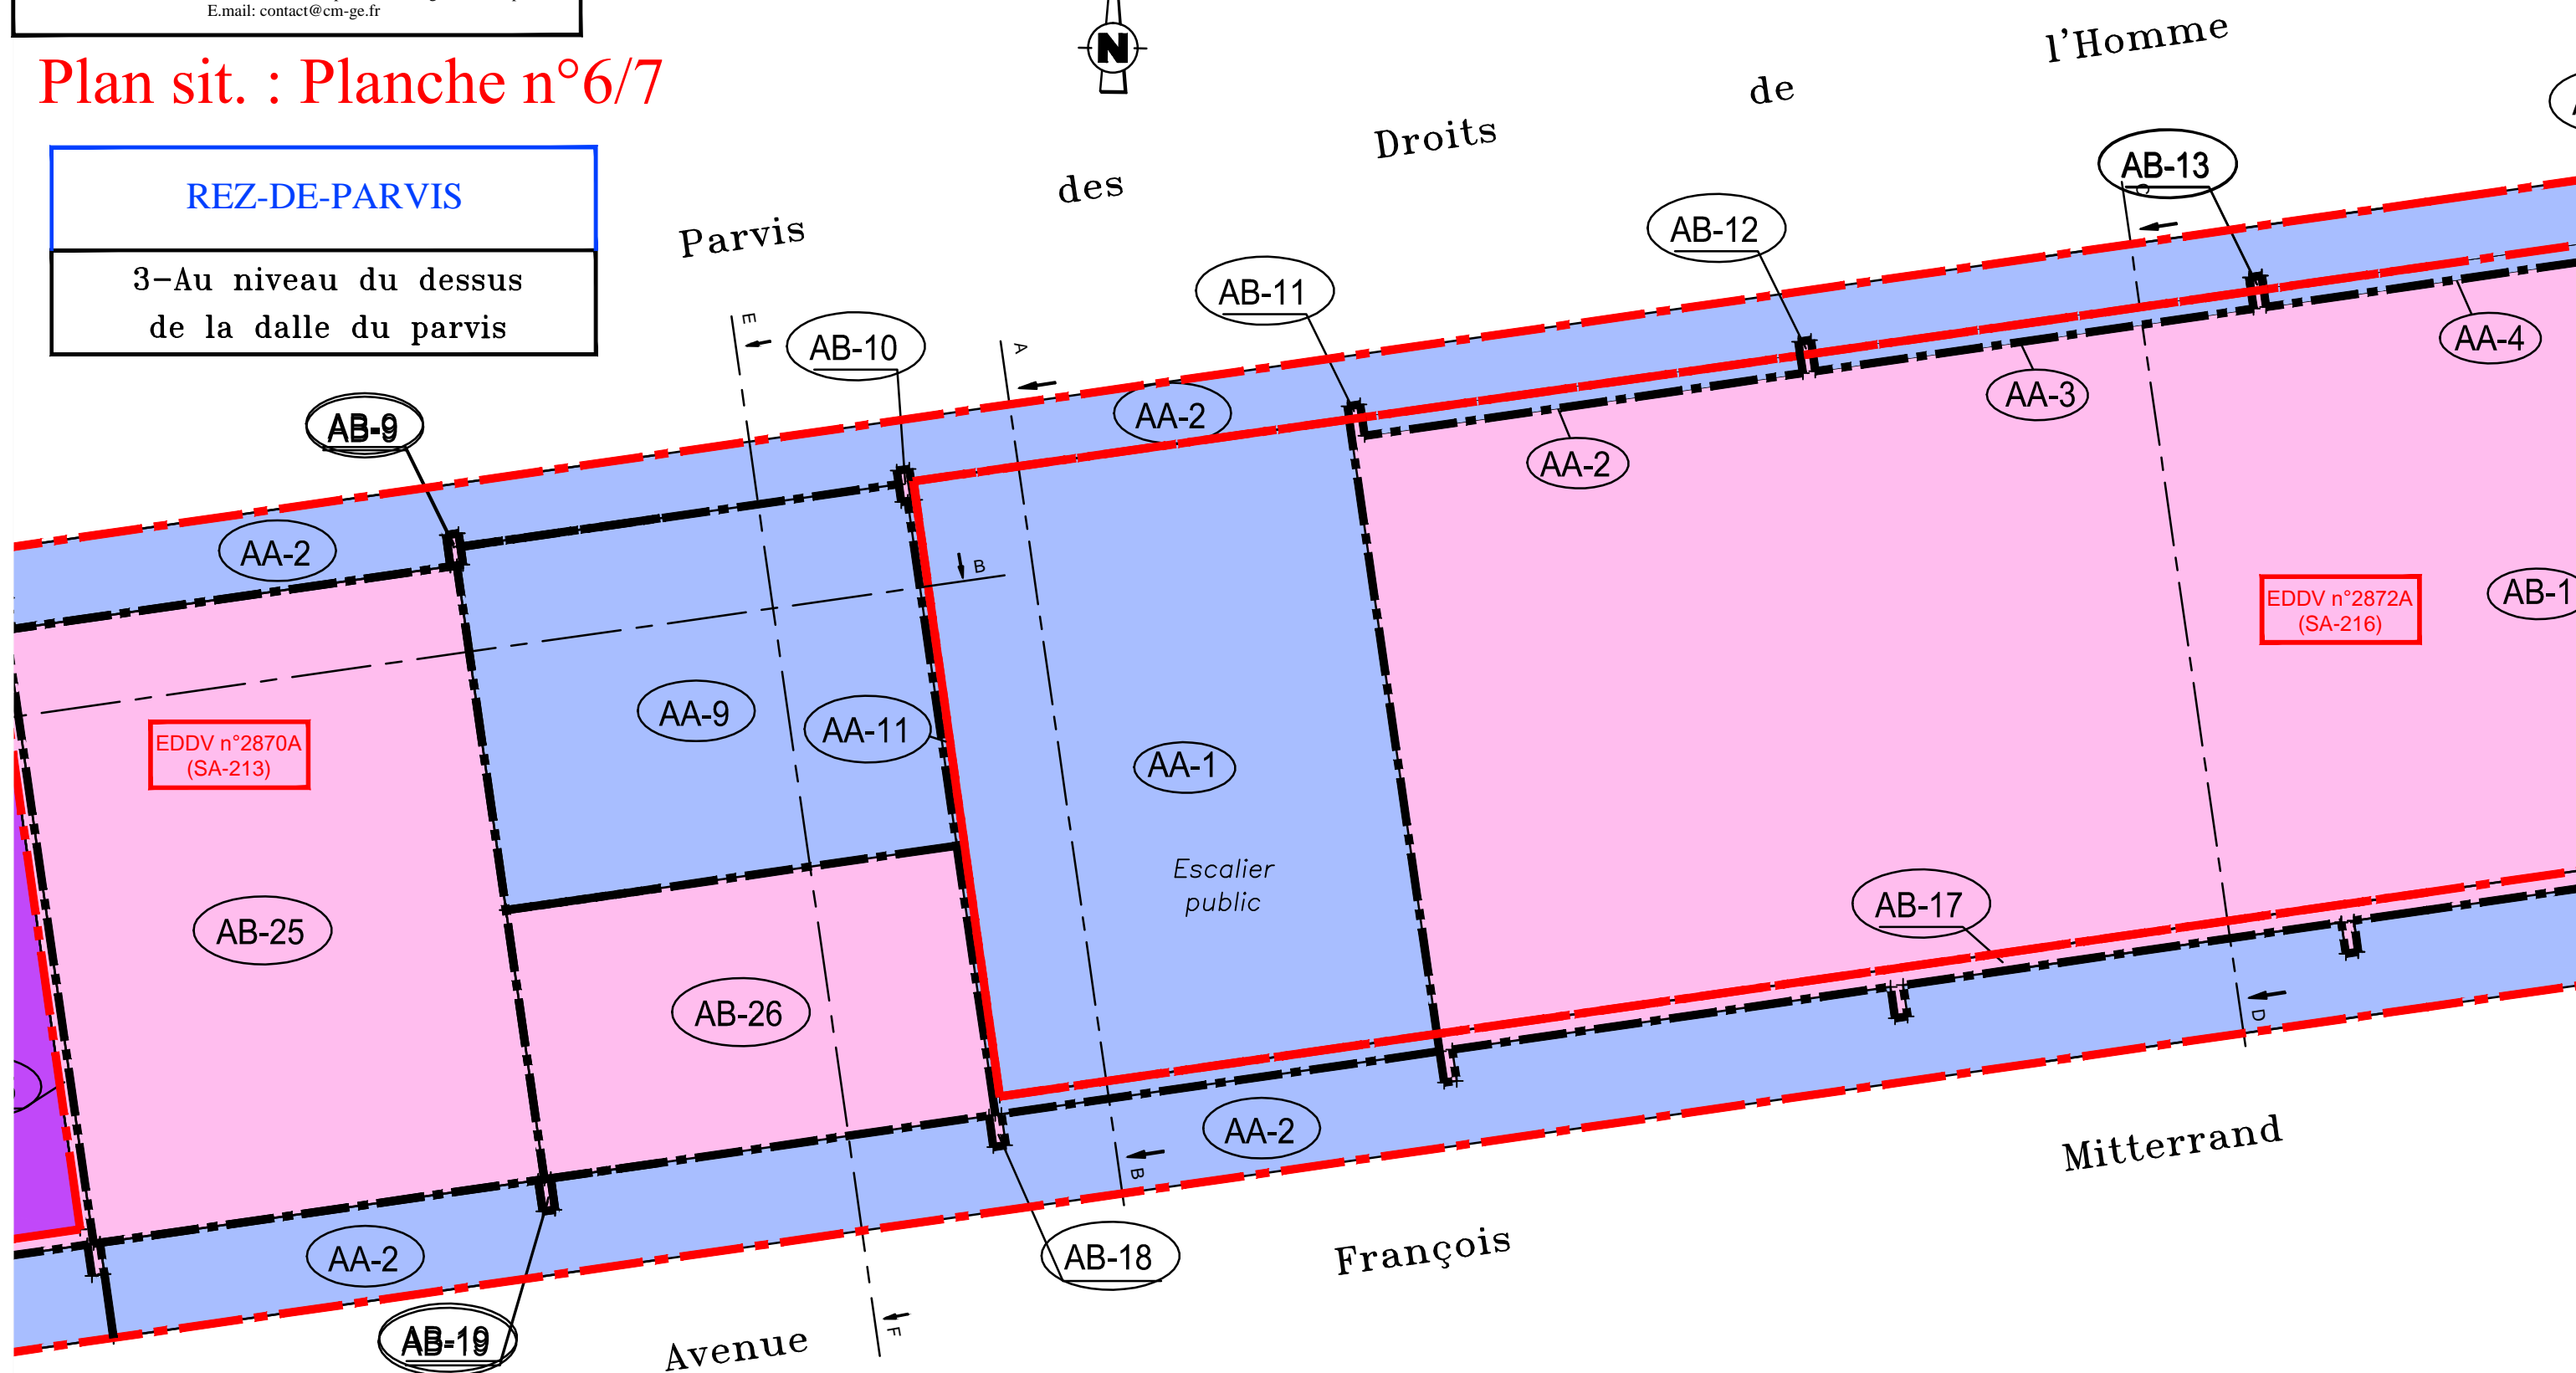 E.mail: contact@cm-ge.fr
Plan sit. : Planche n°6/7
REZ-DE-PARVIS
3-Au niveau du dessus
de la dalle du parvis
N
Parvis des Droits de l'Homme
AB-9
AB-10
AB-11
AB-12
AB-13
E
A
C
AA-2
AA-2
AA-2
AA-3
AA-4
B
EDDV n°2870A
(SA-213)
AA-9
AA-11
AA-1
EDDV n°2872A
(SA-216)
AB-1
Escalier
public
AB-25
AB-26
AB-17
D
AA-2
AA-2
B
AB-18
AB-19
F
Avenue François Mitterrand